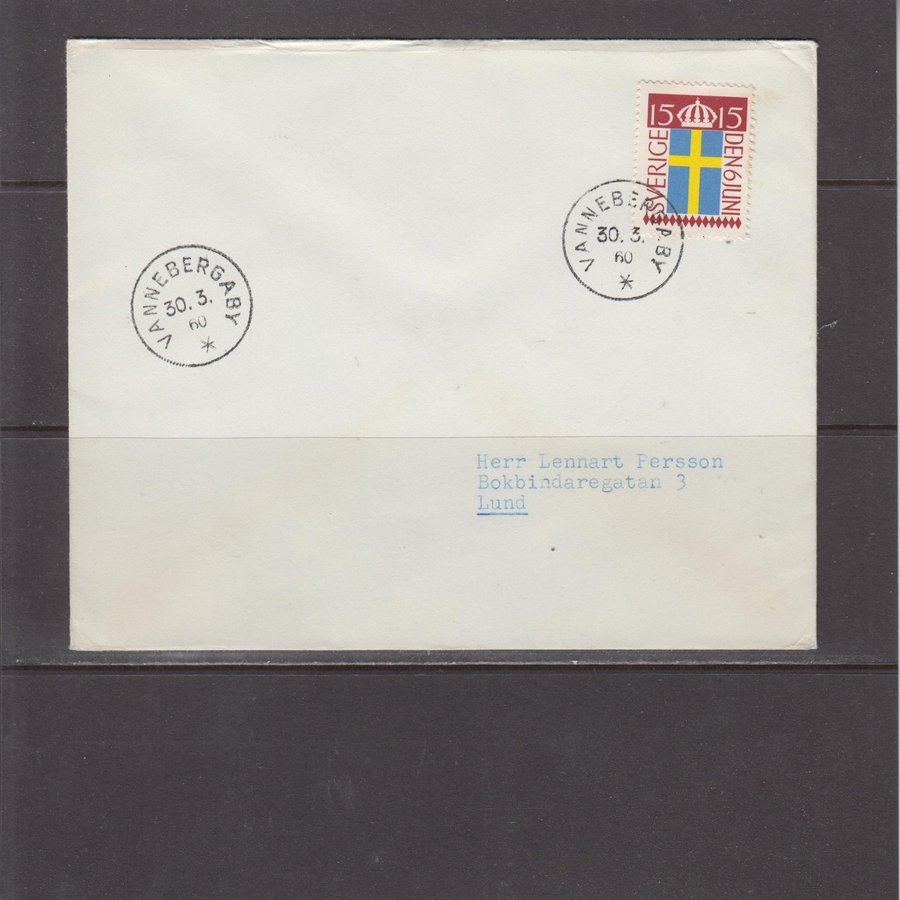 15 15
SVERIGE
DEN 6 JUNI
VANNEBERGABY
30. 3.
60
VANNEBERGABY
30. 3.
60
Herr Lennart Persson
Bokbindaregatan 3
Lund